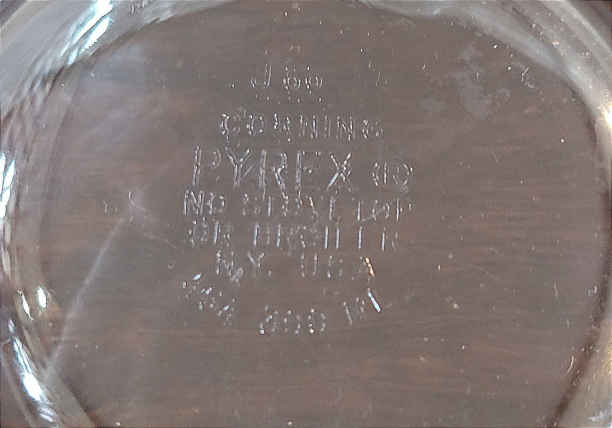 J 66
CORNING
PYREX ®
NO STOVE TOP
OR BROILER
N.Y. USA